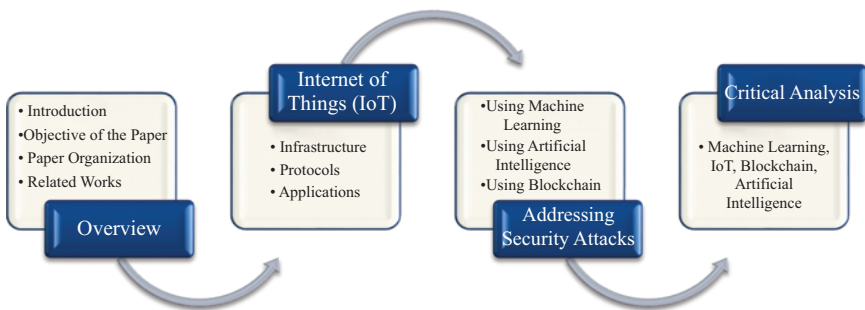 • Introduction
•Objective of the Paper
• Paper Organization
• Related Works
Overview
Internet of
Things (IoT)
• Infrastructure
• Protocols
• Applications
•Using Machine
Learning
•Using Artificial
Intelligence
•Using Blockchain
Addressing
Security Attacks
Critical Analysis
• Machine Learning,
IoT, Blockchain,
Artificial
Intelligence